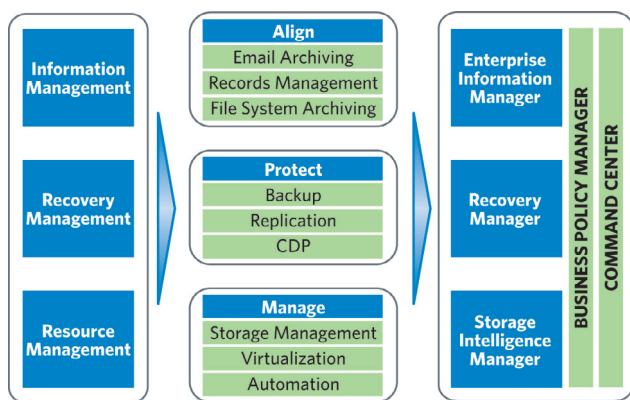 Information
Management
Recovery
Management
Resource
Management
Align
Email Archiving
Records Management
File System Archiving
Protect
Backup
Replication
CDP
Manage
Storage Management
Virtualization
Automation
Enterprise
Information
Manager
Recovery
Manager
Storage
Intelligence
Manager
BUSINESS POLICY MANAGER
COMMAND CENTER